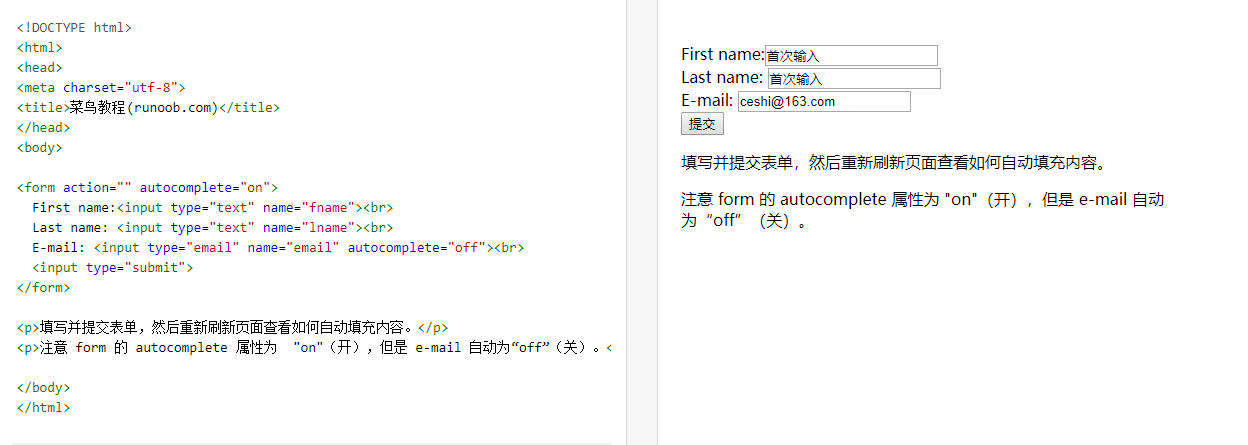 <!DOCTYPE html>
<html>
<head>
<meta charset="utf-8">
<title>菜鸟教程(runoob.com)</title>
</head>
<body>
<form action="" autocomplete="on">
First name:<input type="text" name="fname"><br>
Last name: <input type="text" name="lname"><br>
E-mail: <input type="email" name="email" autocomplete="off"><br>
<input type="submit">
</form>
<p>填写并提交表单，然后重新刷新页面查看如何自动填充内容。</p>
<p>注意 form 的 autocomplete 属性为  "on"（开），但是 e-mail 自动为“off”（关）。<
</body>
</html>
First name:首次输入
Last name: 首次输入
E-mail: ceshi@163.com
提交
填写并提交表单，然后重新刷新页面查看如何自动填充内容。
注意 form 的 autocomplete 属性为 "on"（开），但是 e-mail 自动
为“off”（关）。